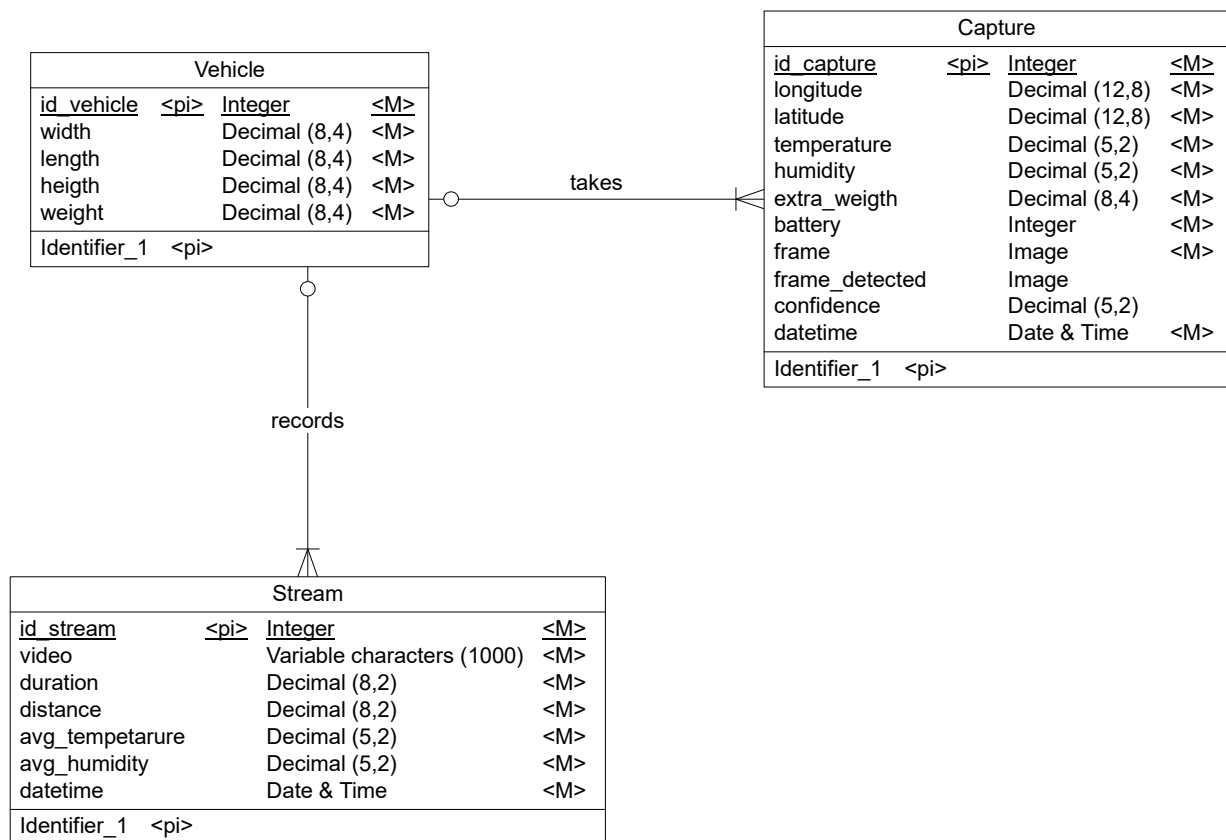 Vehicle
id_vehicle <pi> Integer <M>
width Decimal (8,4) <M>
length Decimal (8,4) <M>
heigth Decimal (8,4) <M>
weight Decimal (8,4) <M>
Identifier_1 <pi>
takes
Capture
id_capture <pi> Integer <M>
longitude Decimal (12,8) <M>
latitude Decimal (12,8) <M>
temperature Decimal (5,2) <M>
humidity Decimal (5,2) <M>
extra_weigth Decimal (8,4) <M>
battery Integer <M>
frame Image <M>
frame_detected Image
confidence Decimal (5,2)
datetime Date & Time <M>
Identifier_1 <pi>
records
Stream
id_stream <pi> Integer <M>
video Variable characters (1000) <M>
duration Decimal (8,2) <M>
distance Decimal (8,2) <M>
avg_tempetarure Decimal (5,2) <M>
avg_humidity Decimal (5,2) <M>
datetime Date & Time <M>
Identifier_1 <pi>